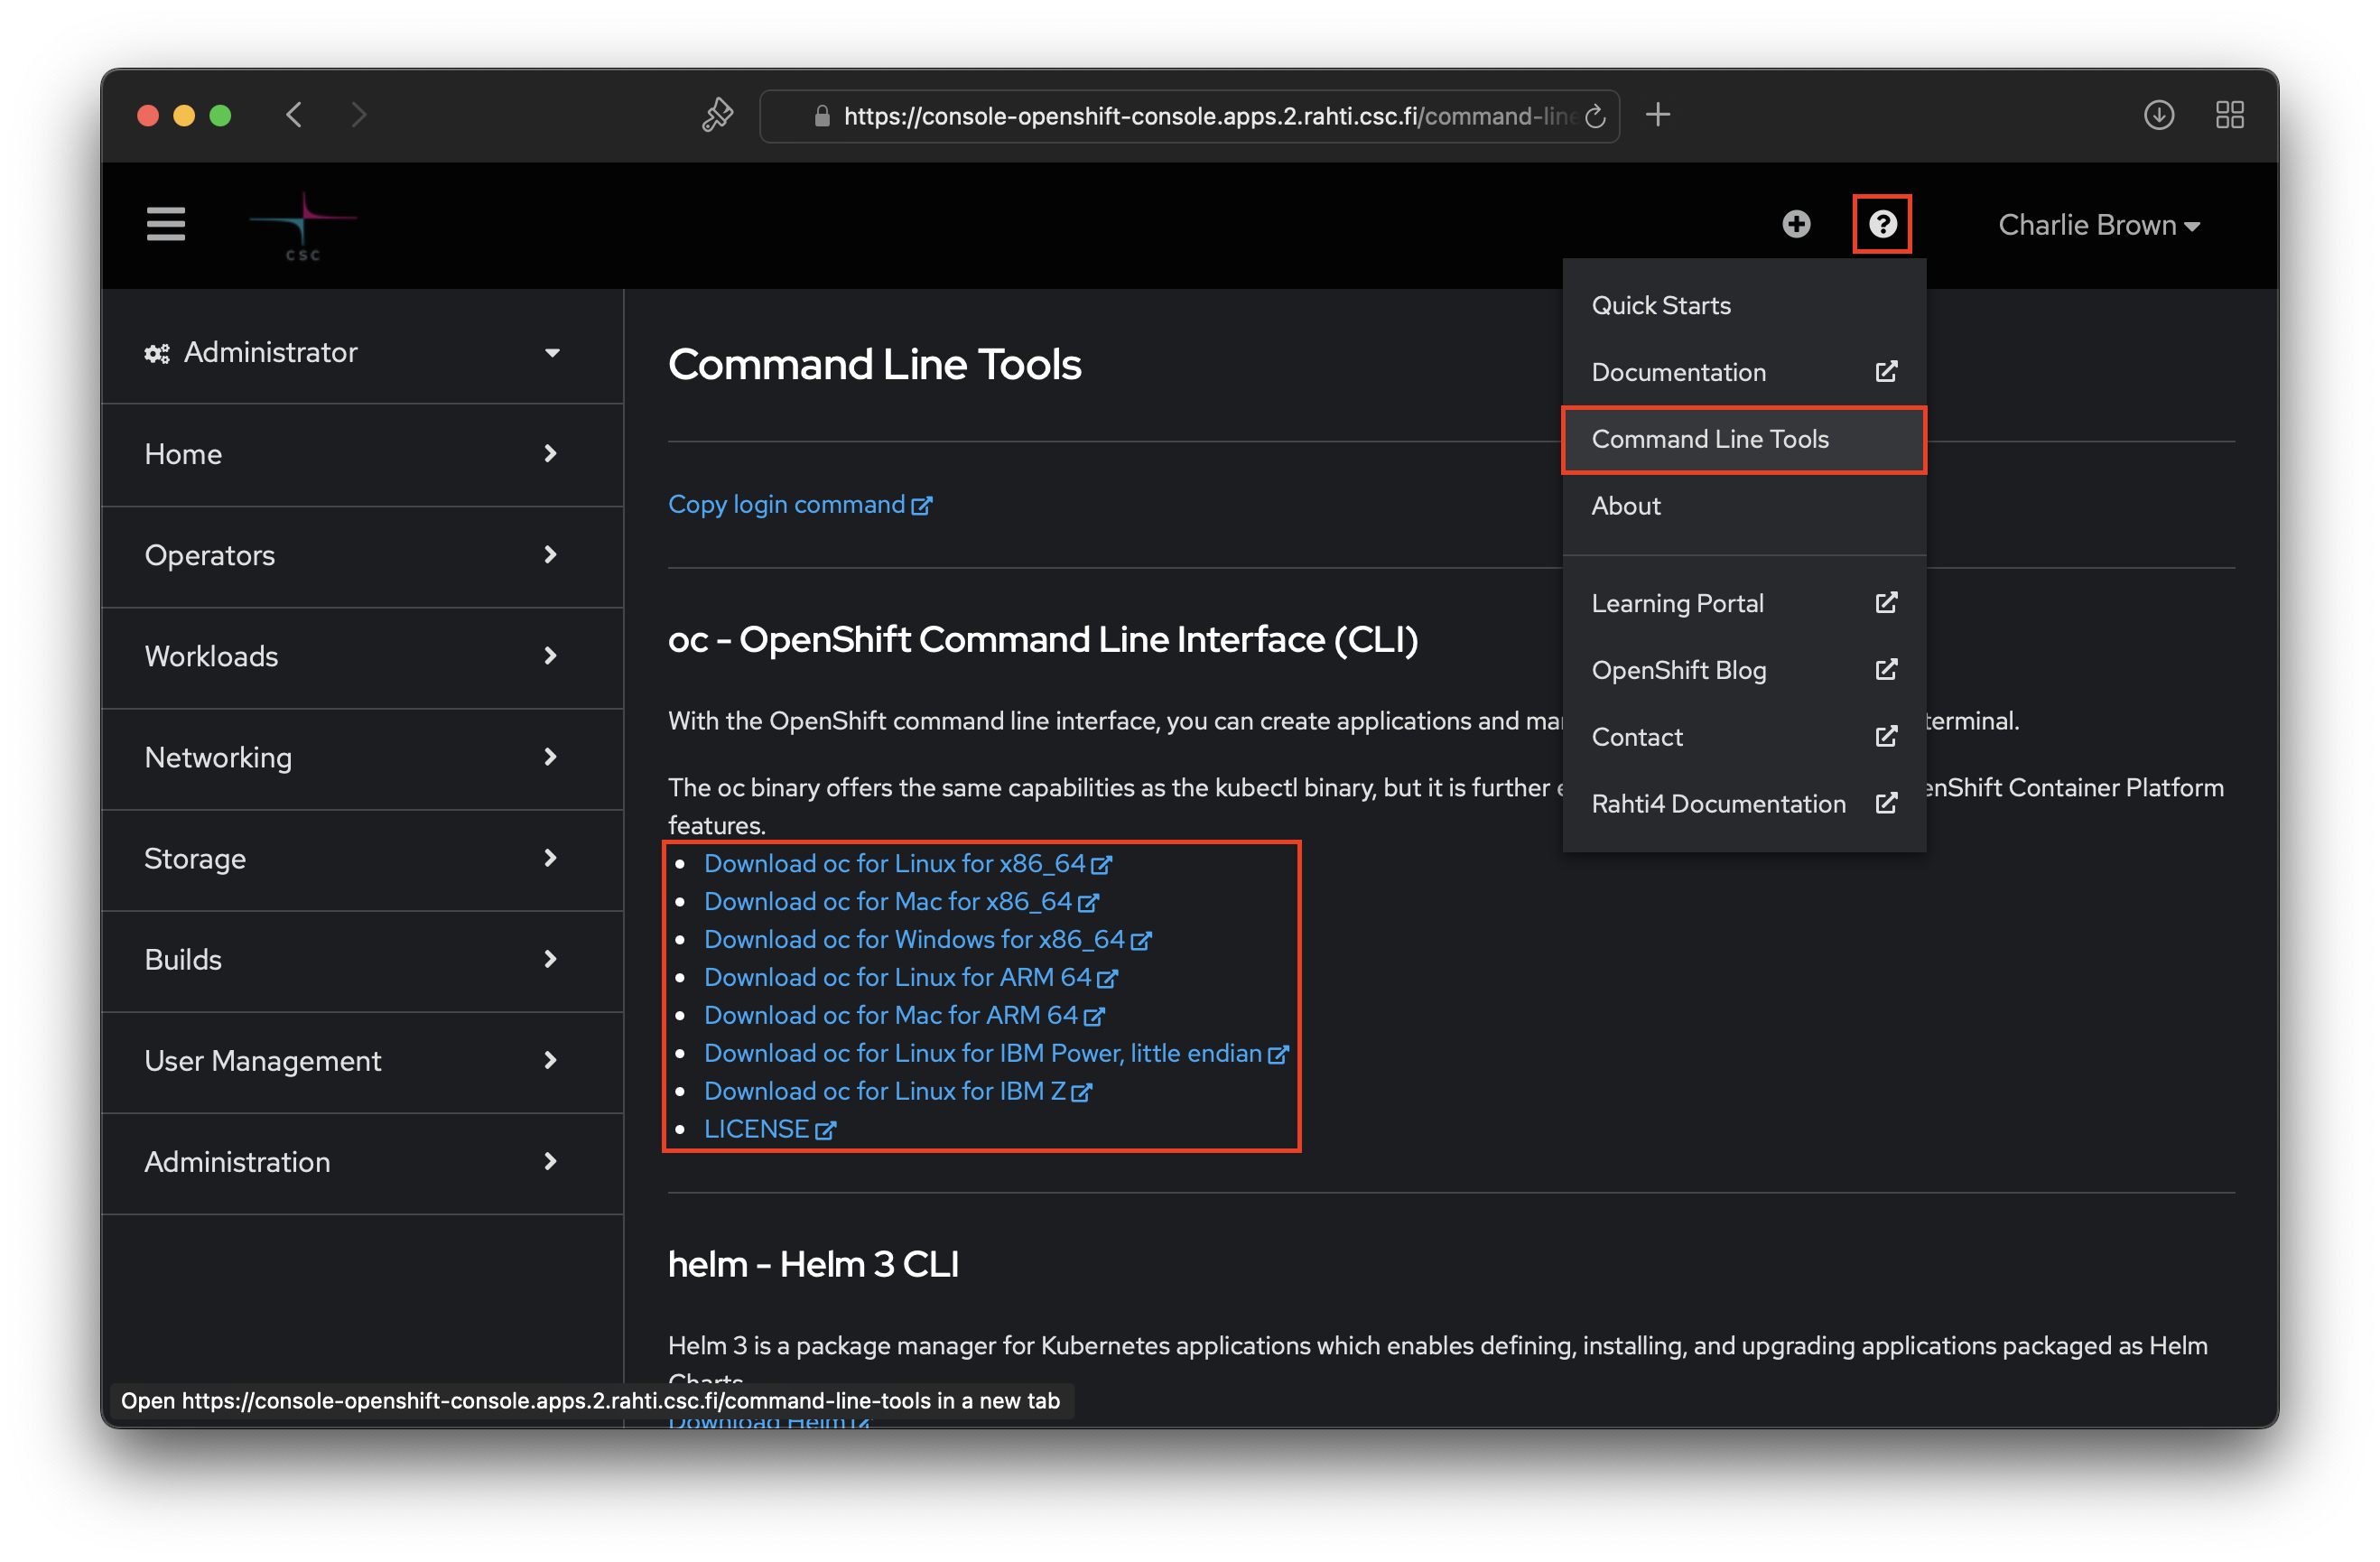 https://console-openshift-console.apps.2.rahti.csc.fi/command-line
CSC
Charlie Brown
Quick Starts
Documentation
Command Line Tools
About
Learning Portal
OpenShift Blog
Contact
Rahti4 Documentation
Administrator
Home
Operators
Workloads
Networking
Storage
Builds
User Management
Administration
Command Line Tools
Copy login command
oc - OpenShift Command Line Interface (CLI)
With the OpenShift command line interface, you can create applications and terminal.
The oc binary offers the same capabilities as the kubectl binary, but it is further Container Platform
features.
Download oc for Linux for x86_64
Download oc for Mac for x86_64
Download oc for Windows for x86_64
Download oc for Linux for ARM 64
Download oc for Mac for ARM 64
Download oc for Linux for IBM Power, little endian
Download oc for Linux for IBM Z
LICENSE
helm - Helm 3 CLI
Helm 3 is a package manager for Kubernetes applications which enables defining, installing, and upgrading applications packaged as Helm
Charts
Open https://console-openshift-console.apps.2.rahti.csc.fi/command-line-tools in a new tab
Download Helm